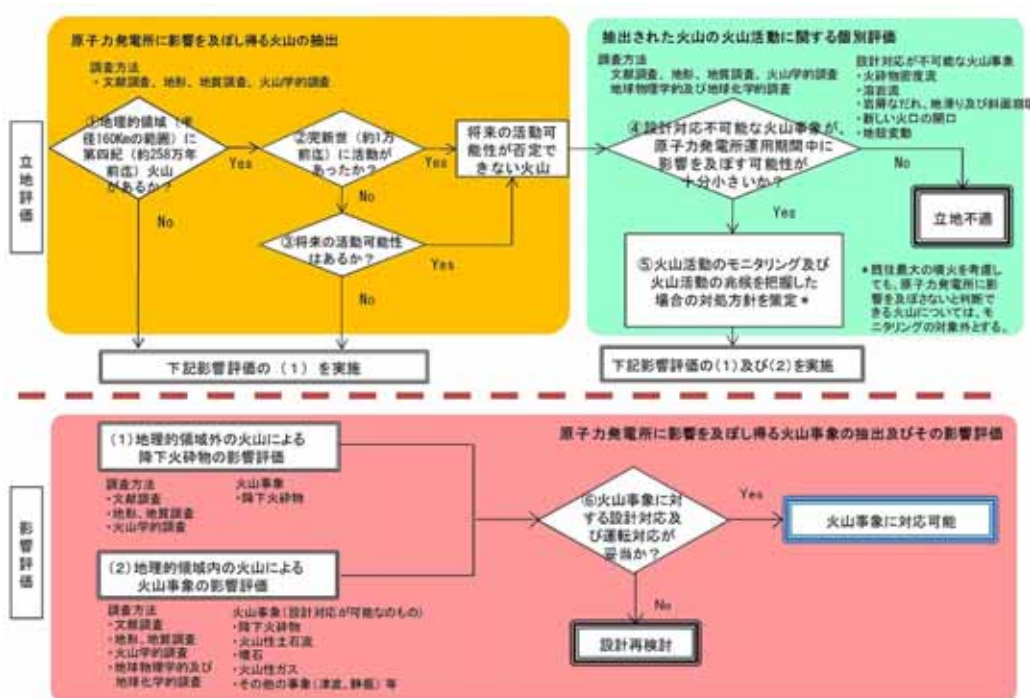 原子力発電所に影響を及ぼし得る火山の抽出
調査方法
・文献調査、地形、地質調査、火山学的調査
①地理的領域（半
径160Kmの範囲）に
第四紀（約258万年
前迄）火山
があるか？
Yes
No
②完新世（約1万年
前迄）に活動が
あったか？
Yes
No
③将来の活動可能性
はあるか？
Yes
No
将来の活動可
能性が否定で
きない火山
下記影響評価の（1）を実施
立地評価
抽出された火山の火山活動に関する個別評価
調査方法
文献調査、地形、地質調査、火山学的調査
地球物理学的及び地球化学的調査
設計対応が不可能な火山事象
・火砕物密度流
・溶岩流
・岩屑なだれ、地滑り及び斜面崩壊
・新しい火口の開口
・地殻変動
④設計対応不可能な火山事象が、
原子力発電所運用期間中に
影響を及ぼす可能性が
十分小さいか？
No
Yes
立地不適
⑤火山活動のモニタリング及び
火山活動の兆候を把握した
場合の対処方針を策定＊
＊既往最大の噴火を考慮し
ても、原子力発電所に影
響を及ぼさないと判断で
きる火山については、モ
ニタリングの対象外とする。
下記影響評価の（1）及び（2）を実施
影響評価
原子力発電所に影響を及ぼし得る火山事象の抽出及びその影響評価
（1）地理的領域外の火山による
降下火砕物の影響評価
調査方法
・文献調査
・地形、地質調査
・火山学的調査
火山事象
・降下火砕物
（2）地理的領域内の火山による
火山事象の影響評価
調査方法
・文献調査
・地形、地質調査
・火山学的調査
・地球物理学的及び
地球化学的調査
火山事象（設計対応が可能なのもの）
・降下火砕物
・火山性土石流
・噴石
・火山性ガス
・その他の事象（津波、静振）等
⑥火山事象に対
する設計対応及
び運転対応が
妥当か？
Yes
No
火山事象に対応可能
設計再検討